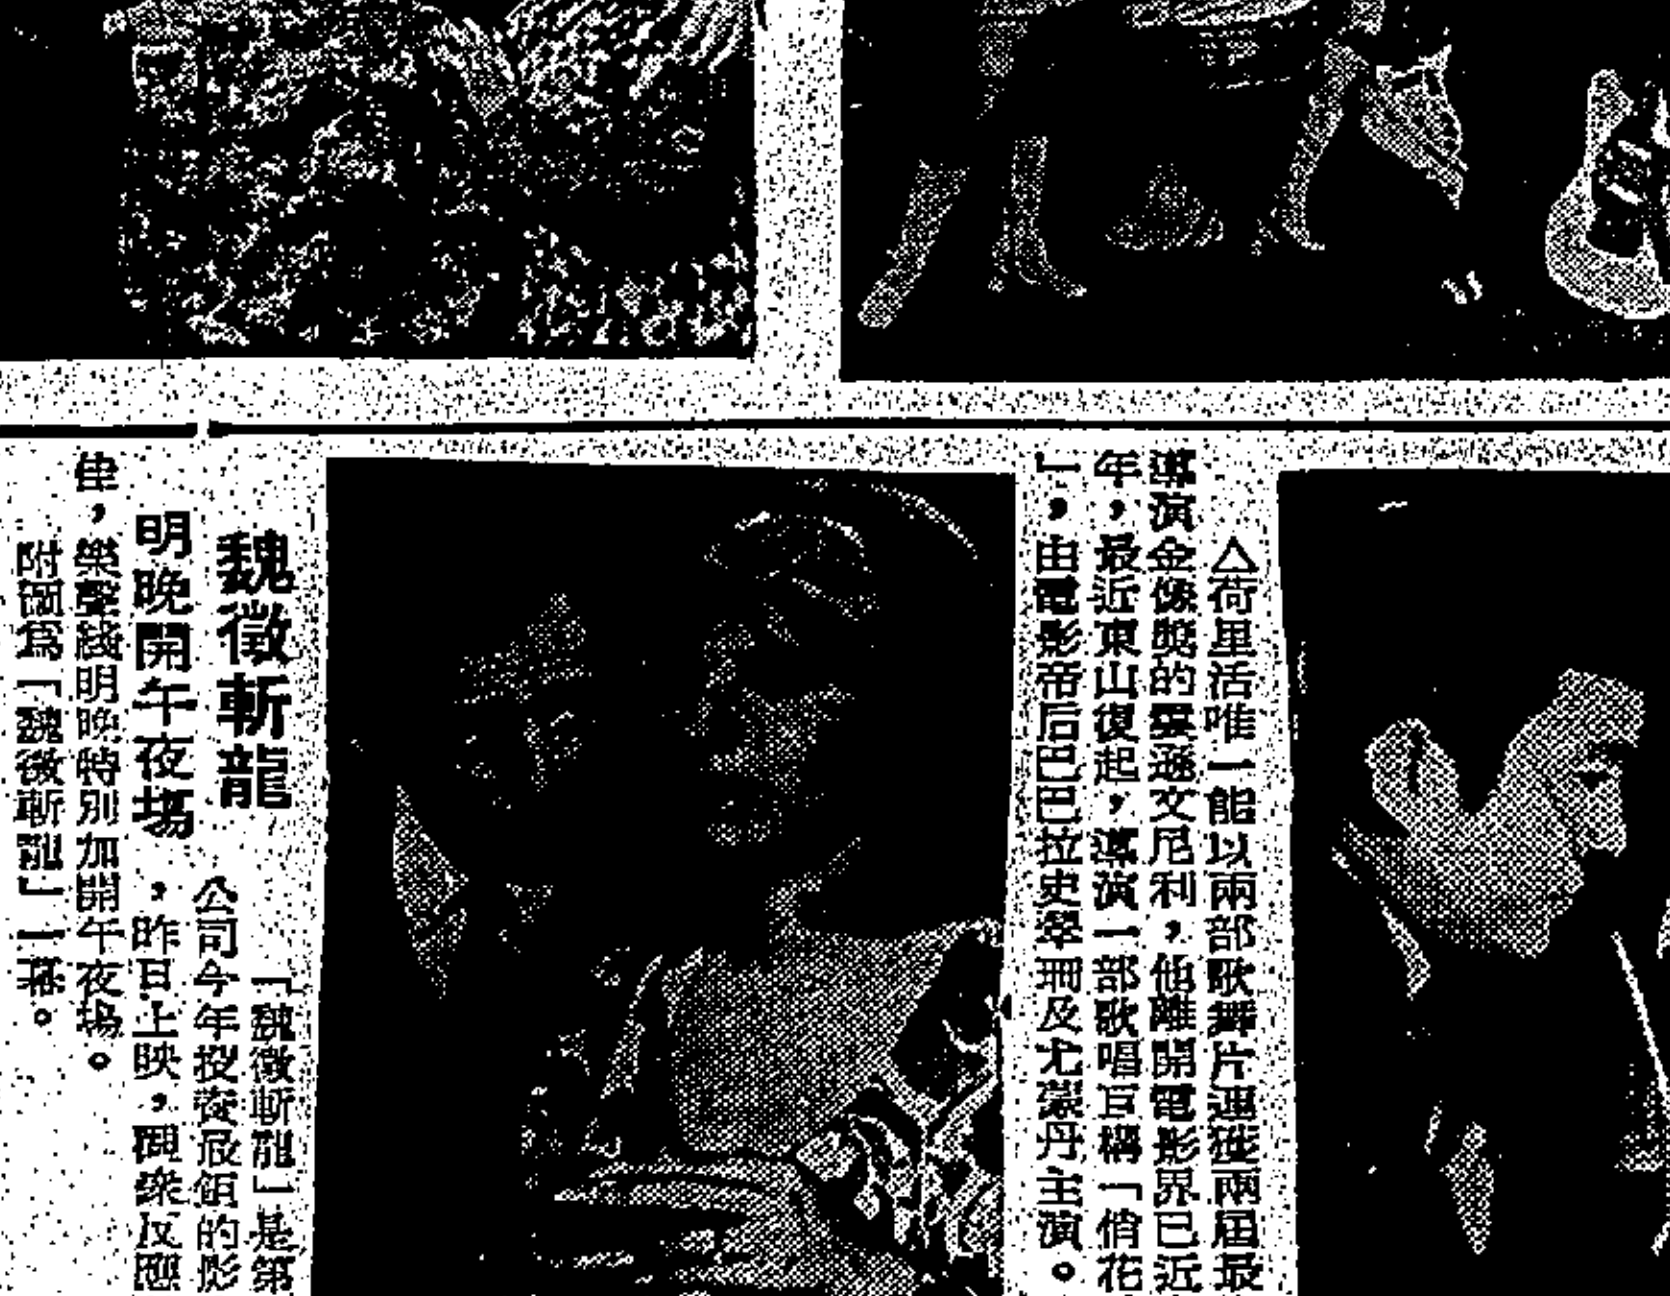 △荷里活唯一能以兩部歌舞片連獲兩屆最
導演金像獎的雲遜文尼利，他離開電影界已近
年，最近東山復起，導演一部歌唱巨構「俏花
」，由電影帝后巴巴拉史翠珊及尤蒙丹主演。
魏徵斬龍
明晚開午夜場
「魏徵斬龍」是第
公司今年投資最鉅的影
，昨日上映，觀衆反應
佳，樂聲綫明晚特別加開午夜場。
附圖爲「魏徵斬龍」一幕。